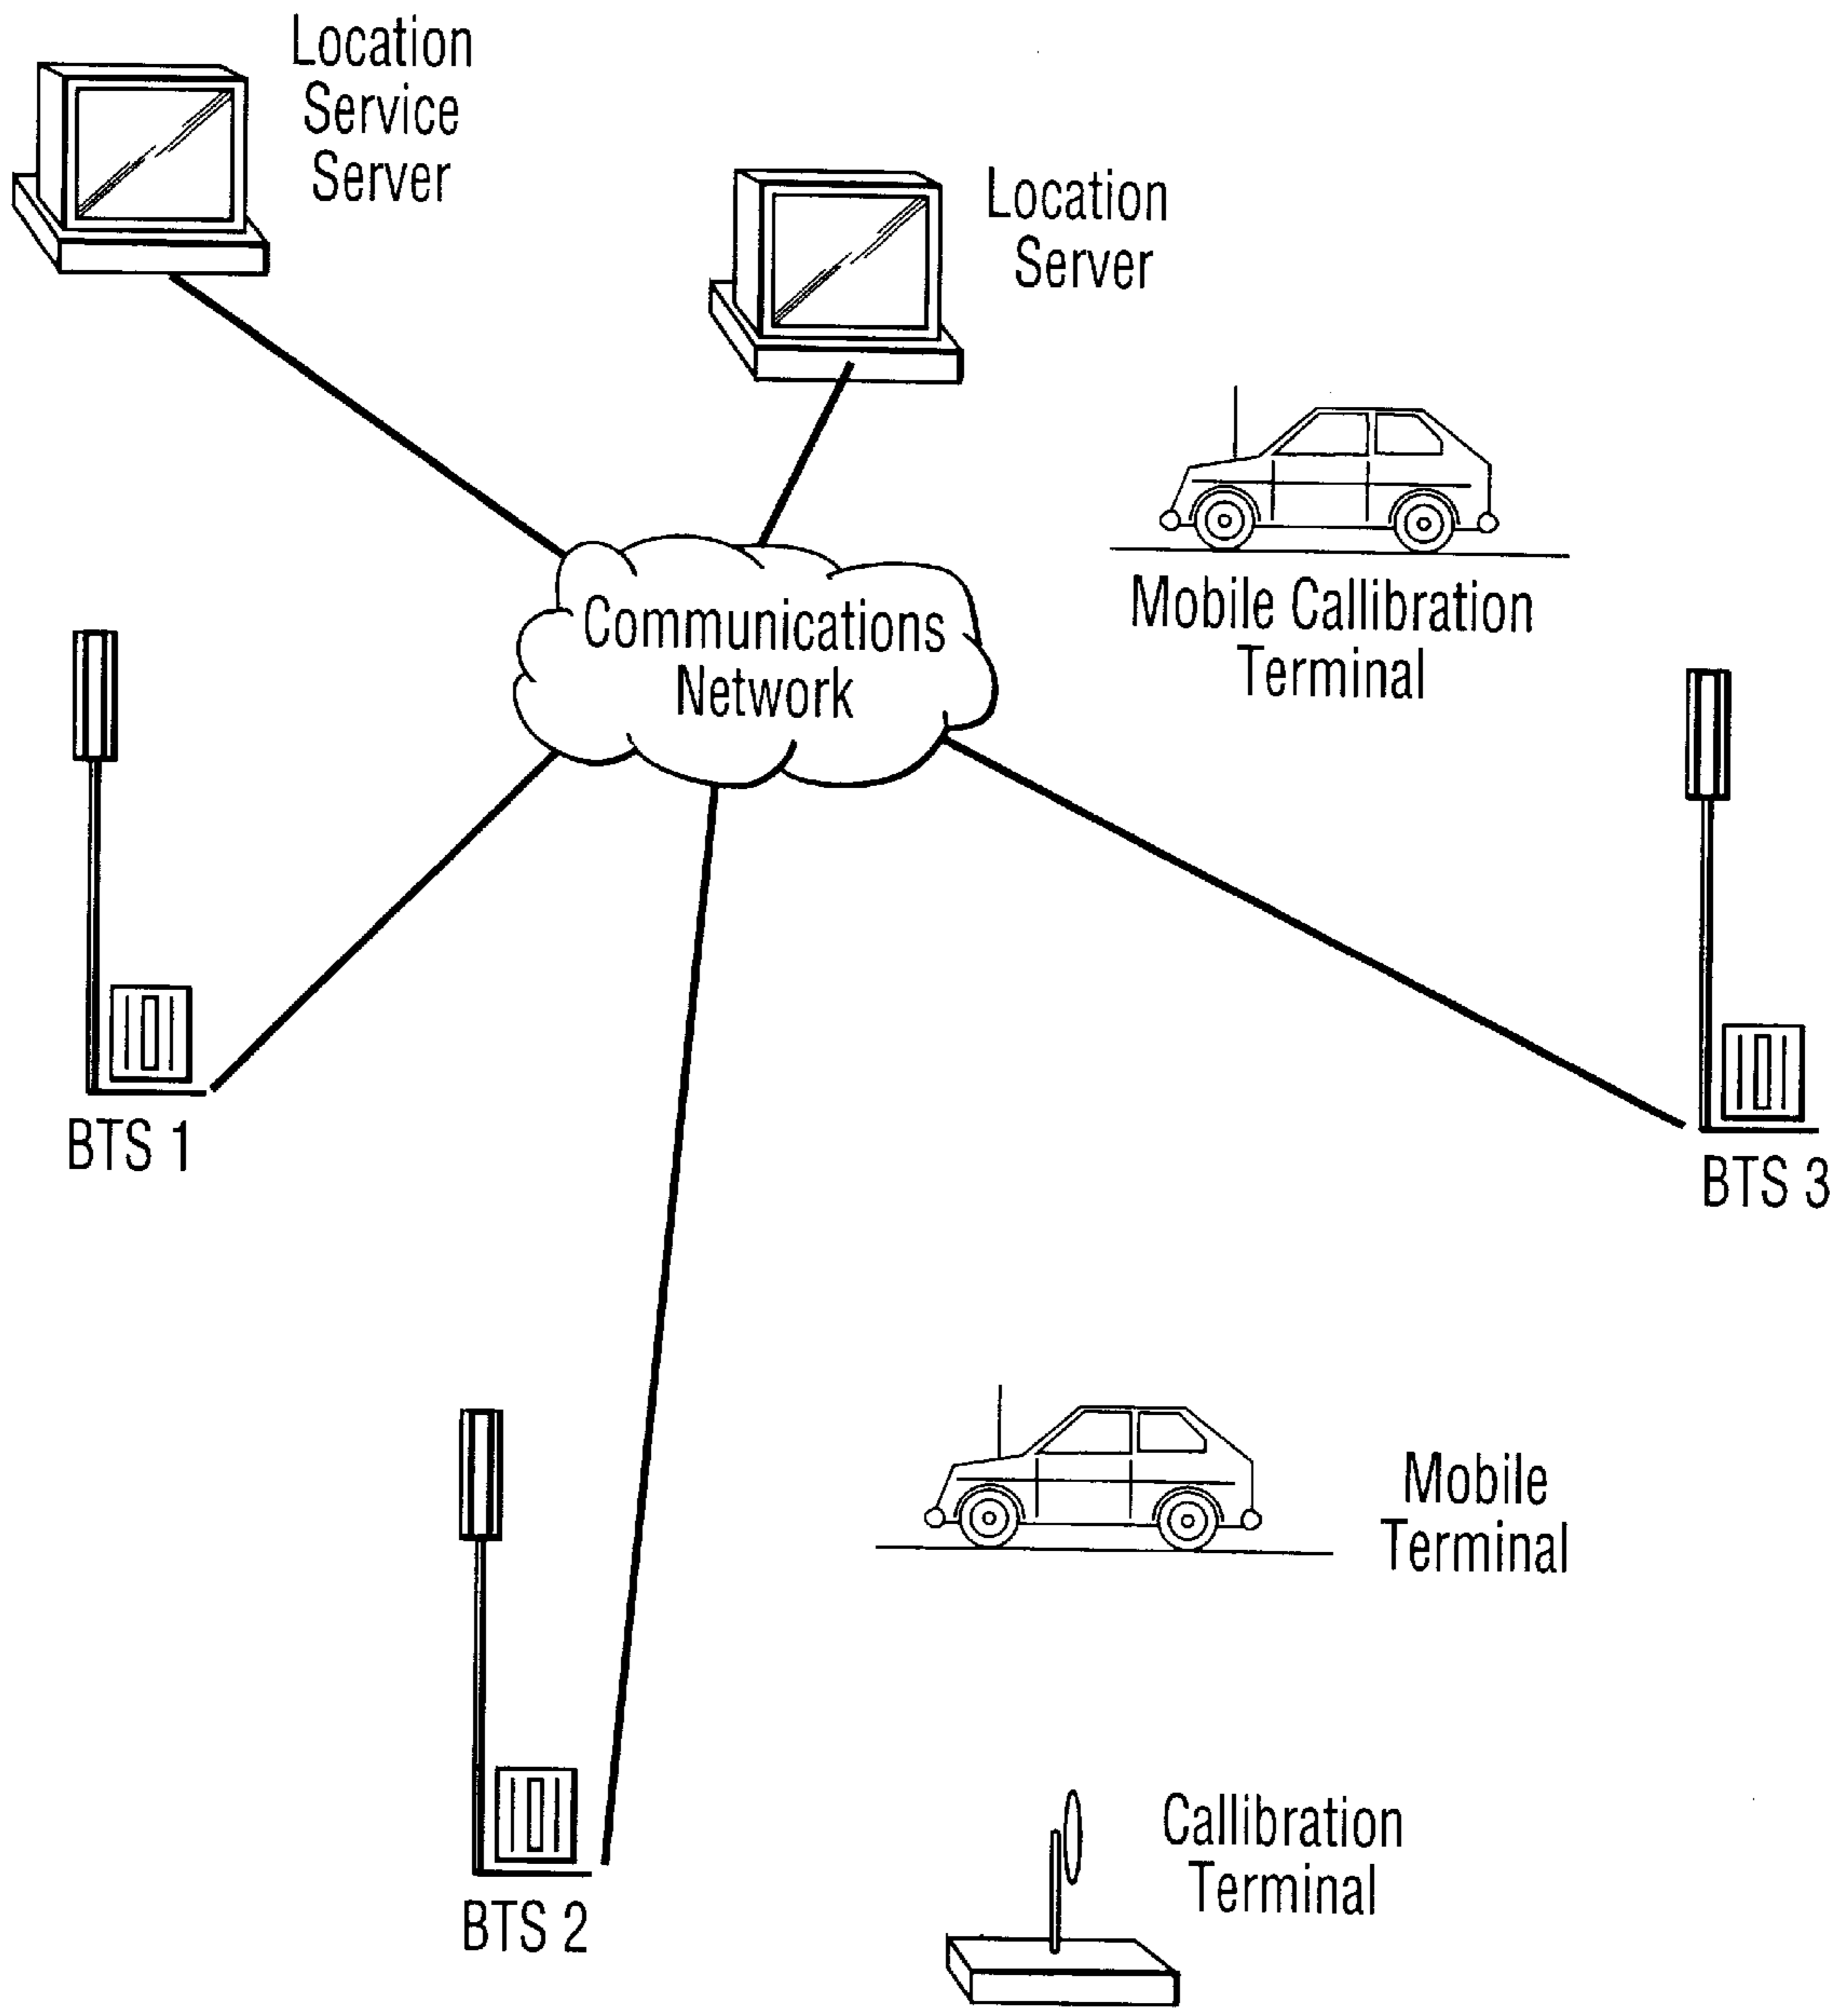 Location
Service
Server
Location
Server
Communications
Network
Mobile Callibration
Terminal
BTS 1
BTS 3
Mobile
Terminal
Callibration
Terminal
BTS 2